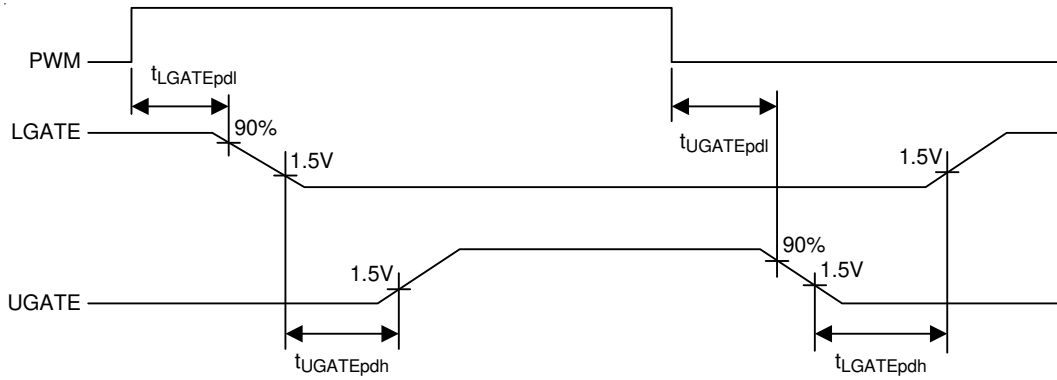 PWM
tLGATEpdl
LGATE
90%
1.5V
tUGATEpdl
1.5V
90%
1.5V
1.5V
UGATE
tUGATEpdh
tLGATEpdh